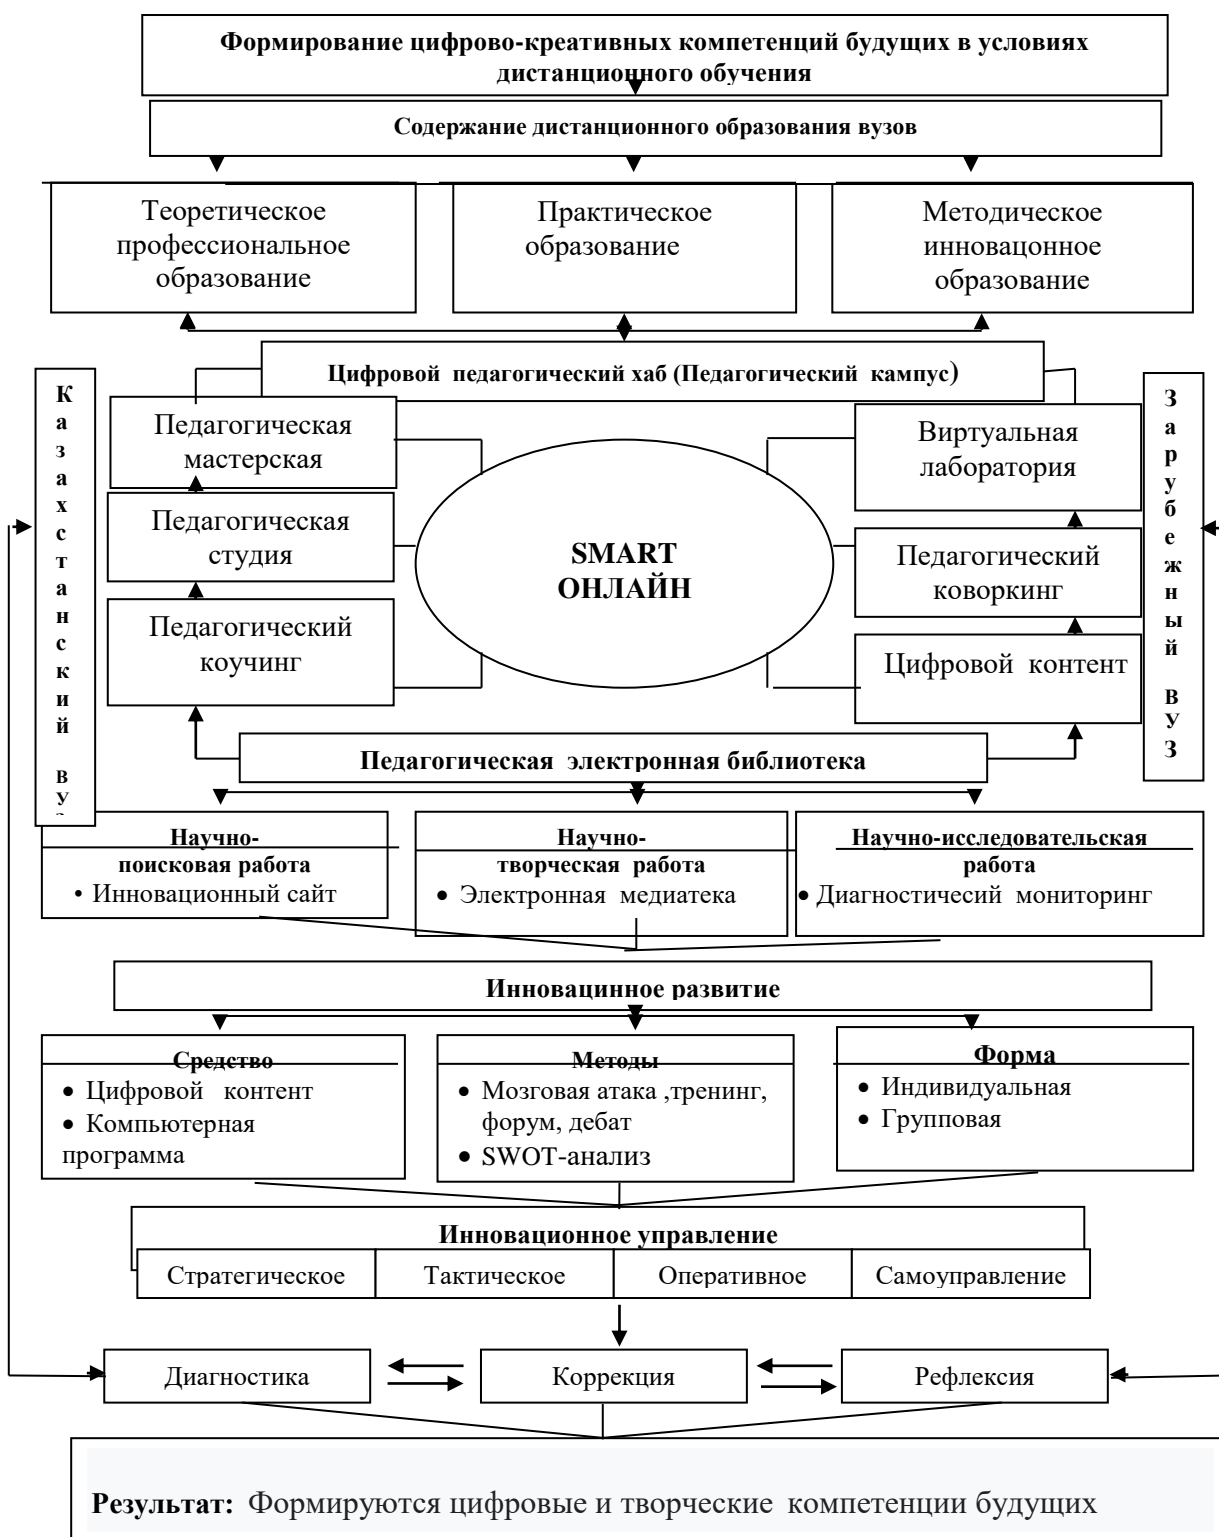 Формирование цифрово-креативных компетенций будущих в условиях
дистанционного обучения
Содержание дистанционного образования вузов
Теоретическое
профессиональное
образование
Практическое
образование
Методическое
инновацонное
образование
Цифровой педагогический хаб (Педагогический кампус)
Казахстанский ВУЗ
Педагогическая
мастерская
Педагогическая
студия
Педагогический
коучинг
SMART
ОНЛАЙН
Виртуальная
лаборатория
Педагогический
коворкинг
Цифровой контент
Зарубежный ВУЗ
Педагогическая электронная библиотека
Научно-
поисковая работа
• Инновационный сайт
Научно-
творческая работа
• Электронная медиатека
Научно-исследовательская
работа
• Диагностичесий мониторинг
Инновацинное развитие
Средство
• Цифровой контент
• Компьютерная
программа
Методы
• Мозговая атака ,тренинг,
форум, дебат
• SWOT-анализ
Форма
• Индивидуальная
• Групповая
Инновационное управление
Стратегическое
Тактическое
Оперативное
Самоуправление
Диагностика
Коррекция
Рефлексия
Результат: Формируются цифровые и творческие компетенции будущих